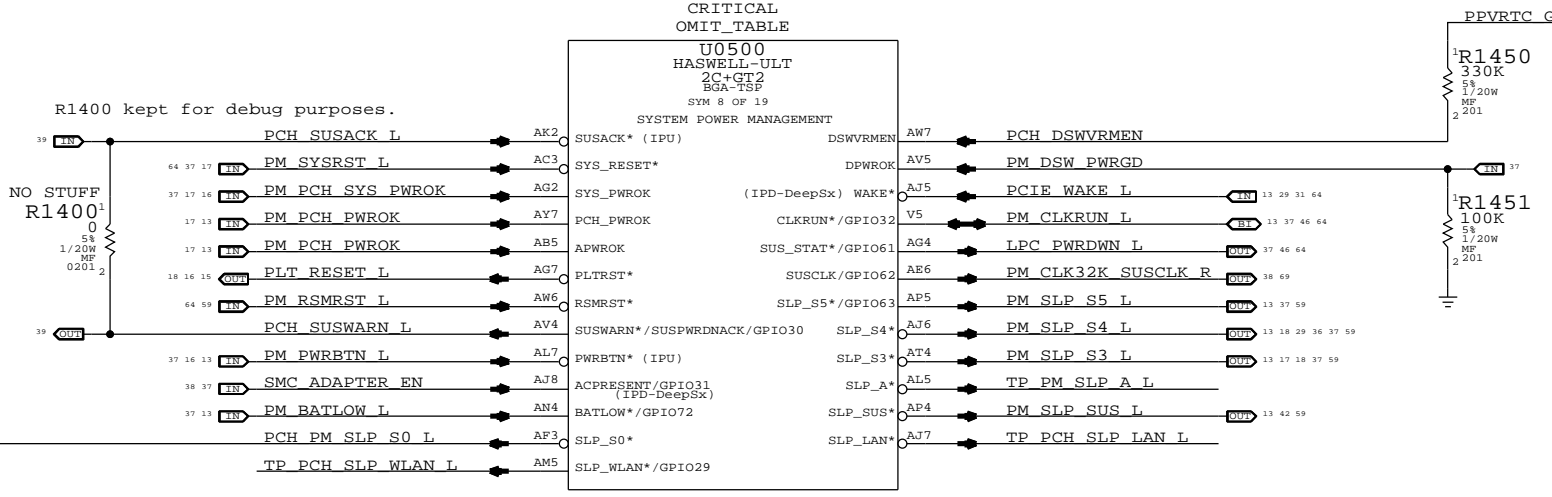 CRITICAL
OMIT_TABLE
U0500
HASWELL-ULT
2C+GT2
BGA-TSP
SYM 8 OF 19
SYSTEM POWER MANAGEMENT
PPVRTC_G
R1450
330K
5%
1/20W
MF
201
1
2
R1400 kept for debug purposes.
NO STUFF
R1400
0
5%
1/20W
MF
0201
1
2
39 IN PCH_SUSACK_L AK2 SUSACK* (IPU)
64 37 17 IN PM_SYSRST_L AC3 SYS_RESET*
37 17 16 IN PM_PCH_SYS_PWROK AG2 SYS_PWROK
17 13 IN PM_PCH_PWROK AY7 PCH_PWROK
17 13 IN PM_PCH_PWROK AB5 APWROK
18 16 15 OUT PLT_RESET_L AG7 PLTRST*
64 59 IN PM_RSMRST_L AW6 RSMRST*
39 OUT PCH_SUSWARN_L AV4 SUSWARN*/SUSPWRDNACK/GPIO30
37 16 13 IN PM_PWRBTN_L AL7 PWRBTN* (IPU)
38 37 IN SMC_ADAPTER_EN AJ8 ACPRESENT/GPIO31
(IPD-DeepSx)
37 13 IN PM_BATLOW_L AN4 BATLOW*/GPIO72
PCH_PM_SLP_S0_L AF3 SLP_S0*
TP_PCH_SLP_WLAN_L AM5 SLP_WLAN*/GPIO29
DSWVRMEN AW7 PCH_DSWVRMEN
DPWROK AV5 PM_DSW_PWRGD IN 37
(IPD-DeepSx) WAKE* AJ5 PCIE_WAKE_L IN 13 29 31 64
CLKRUN*/GPIO32 V5 PM_CLKRUN_L BI 13 37 46 64
SUS_STAT*/GPIO61 AG4 LPC_PWRDWN_L OUT 37 46 64
SUSCLK/GPIO62 AE6 PM_CLK32K_SUSCLK_R OUT 38 69
SLP_S5*/GPIO63 AP5 PM_SLP_S5_L OUT 13 37 59
SLP_S4* AJ6 PM_SLP_S4_L OUT 13 18 29 36 37 59
SLP_S3* AT4 PM_SLP_S3_L OUT 13 17 18 37 59
SLP_A* AL5 TP_PM_SLP_A_L
SLP_SUS* AP4 PM_SLP_SUS_L OUT 13 42 59
SLP_LAN* AJ7 TP_PCH_SLP_LAN_L
R1451
100K
5%
1/20W
MF
201
1
2